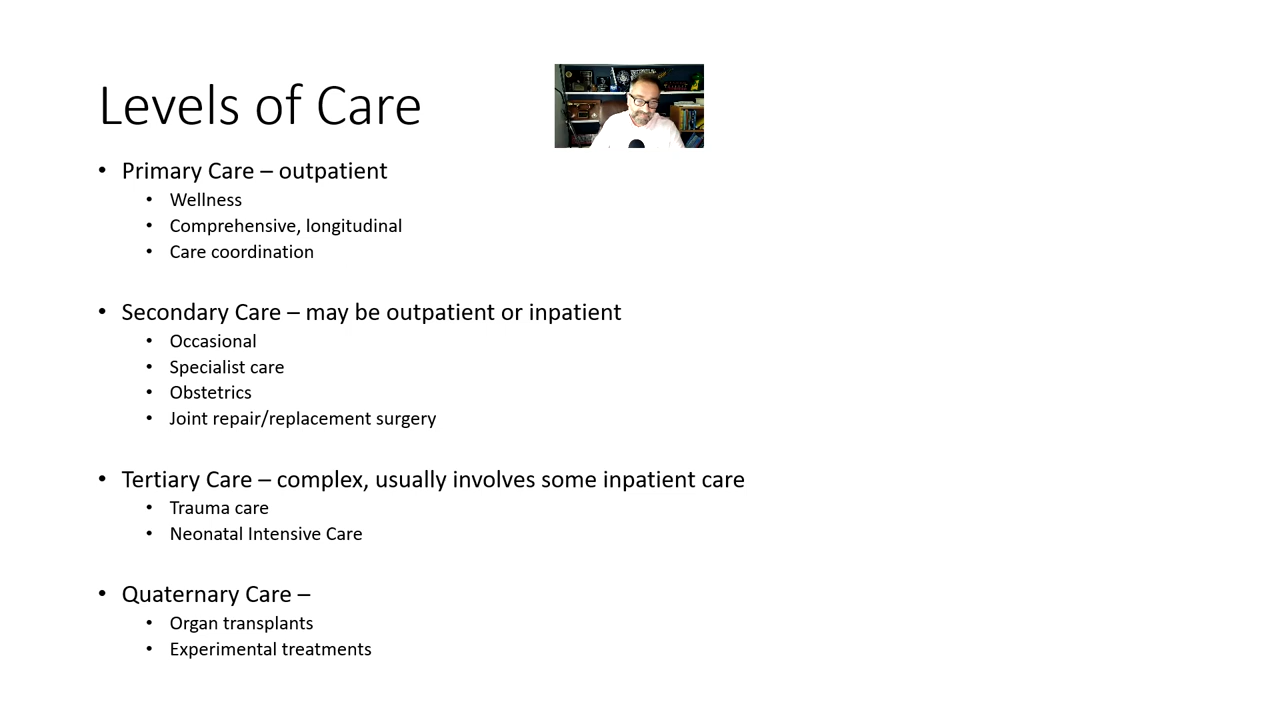 Levels of Care
• Primary Care – outpatient
• Wellness
• Comprehensive, longitudinal
• Care coordination
• Secondary Care – may be outpatient or inpatient
• Occasional
• Specialist care
• Obstetrics
• Joint repair/replacement surgery
• Tertiary Care – complex, usually involves some inpatient care
• Trauma care
• Neonatal Intensive Care
• Quaternary Care –
• Organ transplants
• Experimental treatments